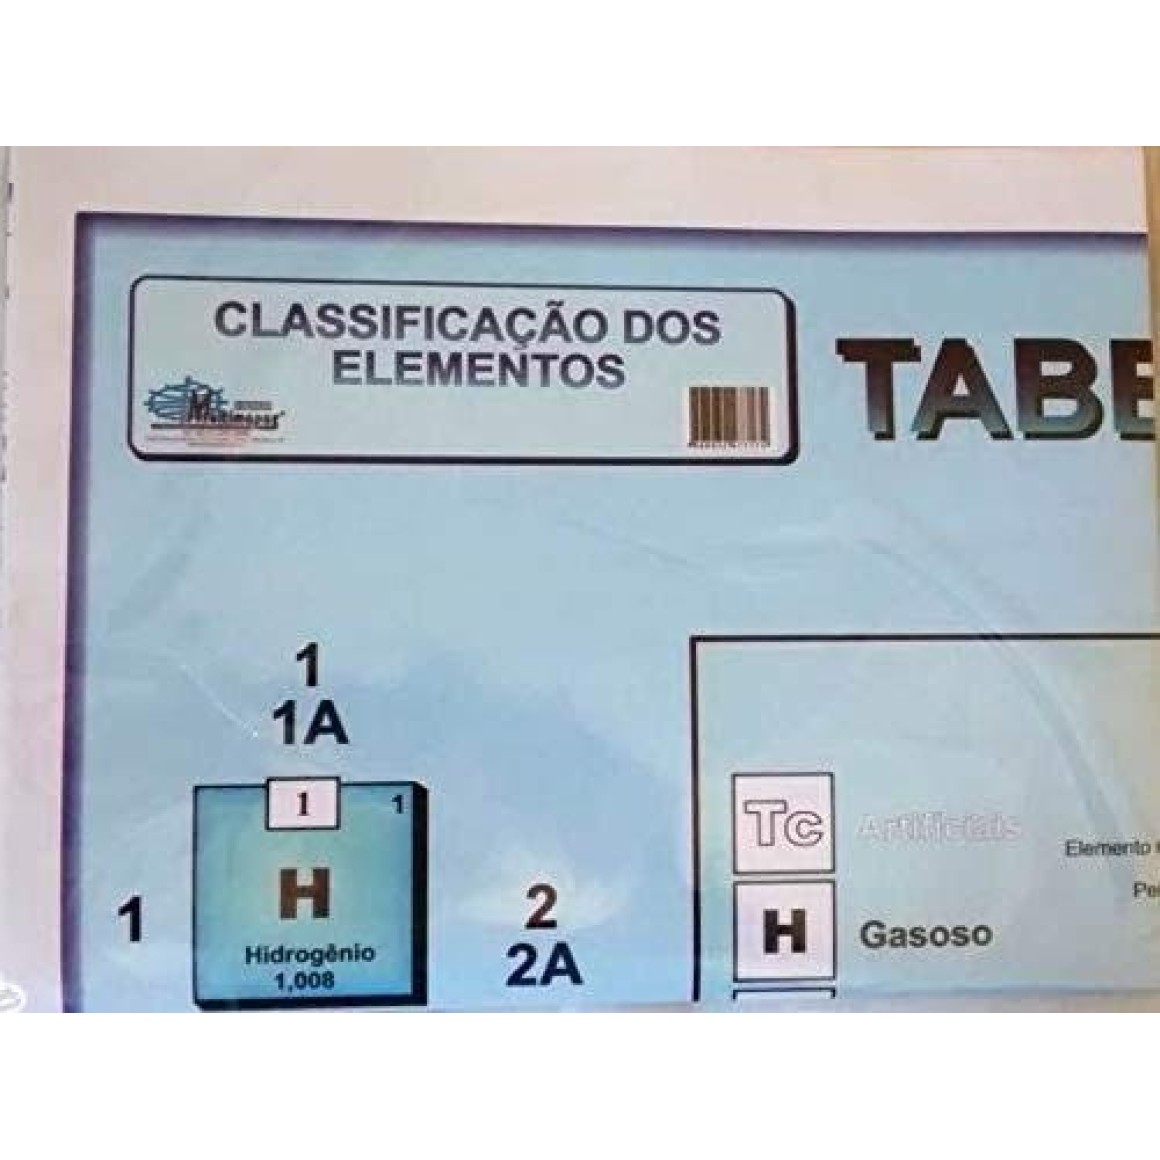 CLASSIFICAÇÃO DOS
ELEMENTOS
Multimapas
TABE
1
1A
1
1
H
Hidrogênio
1,008
1
2
2A
Tc
Artificiais
H
Gasoso
Elemento
Pe